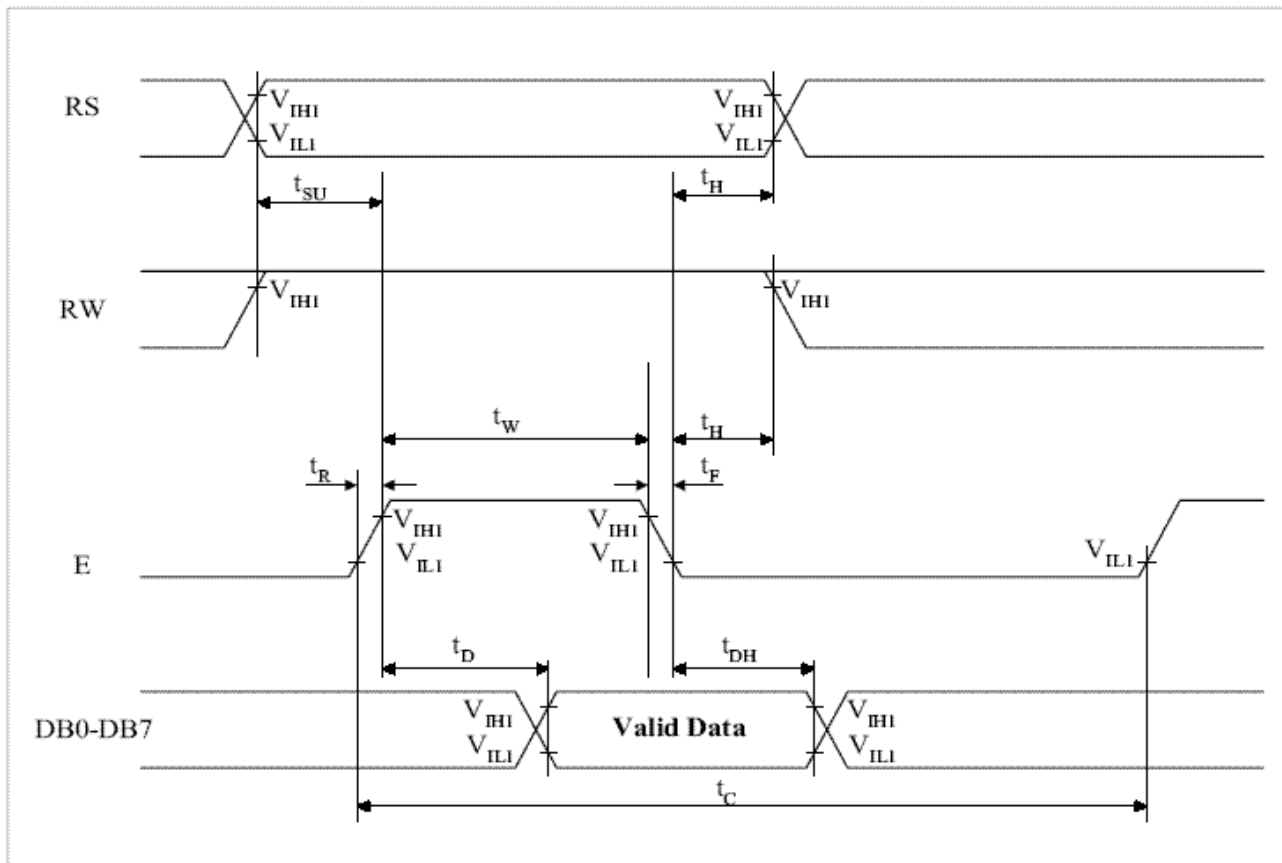 RS
V_IH1 V_IH1
V_IL1 V_IL1
t_SU t_H
RW
V_IH1 V_IH1
t_W t_H
t_R t_F
V_IH1 V_IH1
E
V_IL1 V_IL1 V_IL1
t_D t_DH
DB0-DB7
V_IH1 Valid Data V_IH1
V_IL1 V_IL1
t_C